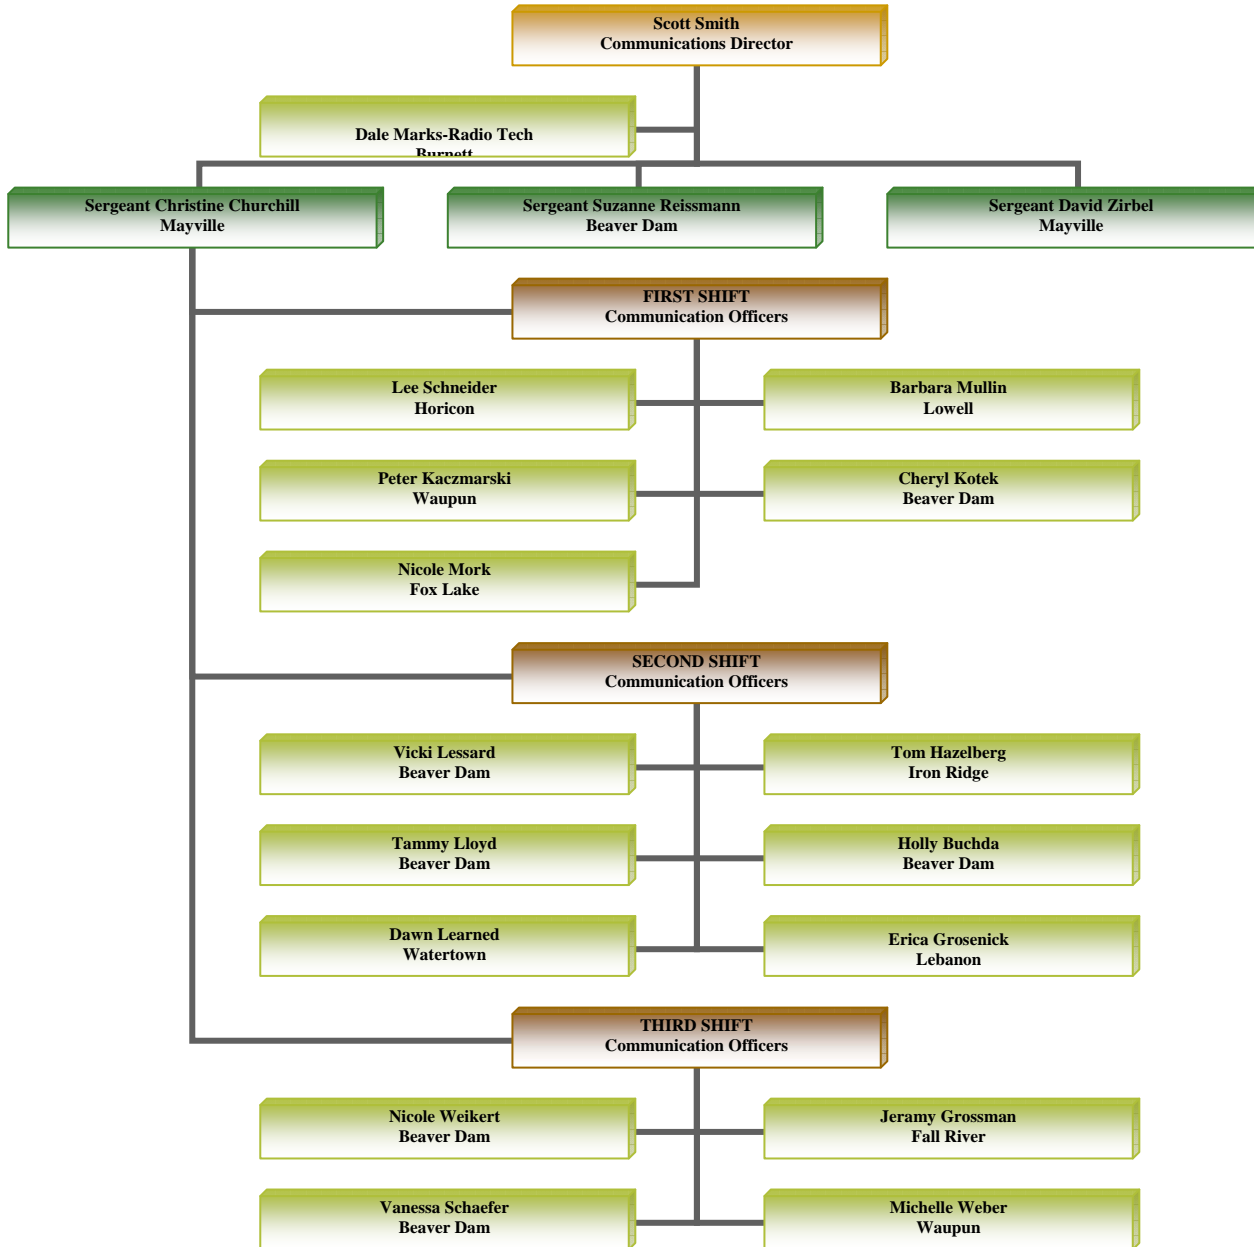 Scott Smith
Communications Director
Dale Marks-Radio Tech
Burnett
Sergeant Christine Churchill
Mayville
Sergeant Suzanne Reissmann
Beaver Dam
Sergeant David Zirbel
Mayville
FIRST SHIFT
Communication Officers
Lee Schneider
Horicon
Barbara Mullin
Lowell
Peter Kaczmarski
Waupun
Cheryl Kotek
Beaver Dam
Nicole Mork
Fox Lake
SECOND SHIFT
Communication Officers
Vicki Lessard
Beaver Dam
Tom Hazelberg
Iron Ridge
Tammy Lloyd
Beaver Dam
Holly Buchda
Beaver Dam
Dawn Learned
Watertown
Erica Grosenick
Lebanon
THIRD SHIFT
Communication Officers
Nicole Weikert
Beaver Dam
Jeramy Grossman
Fall River
Vanessa Schaefer
Beaver Dam
Michelle Weber
Waupun